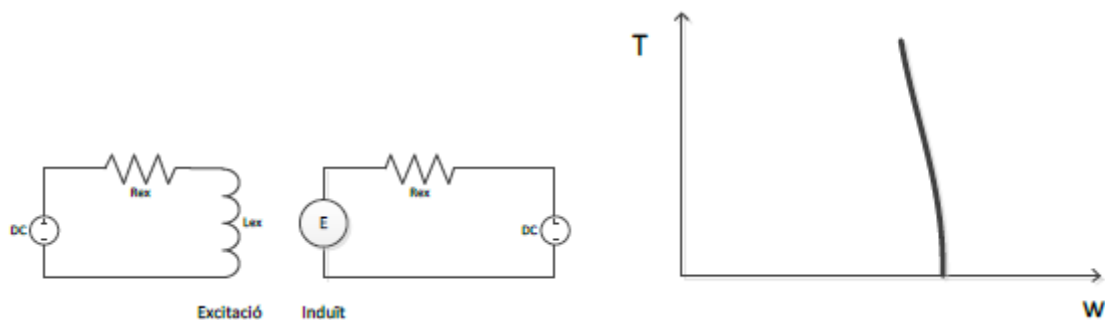 T
Rex
Rex
DC
Lex
E
DC
Excitació
Induït
W